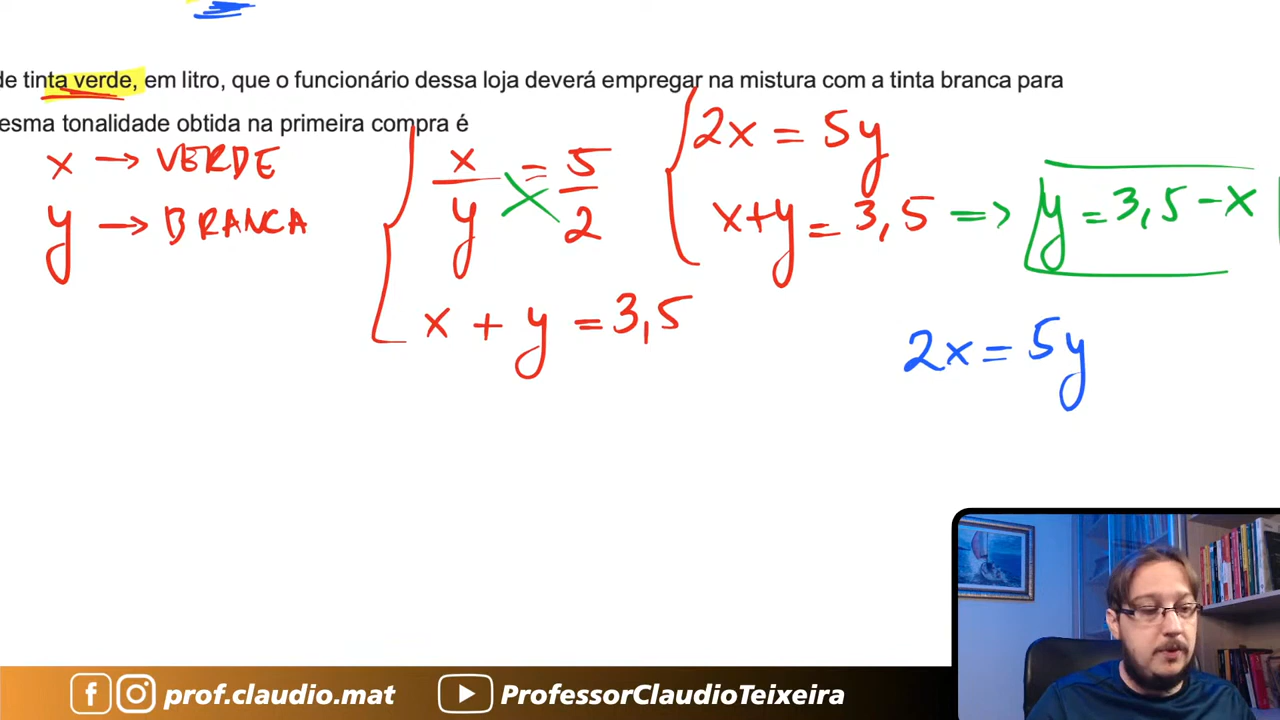 de tinta verde, em litro, que o funcionário dessa loja deverá empregar na mistura com a tinta branca para
esma tonalidade obtida na primeira compra é
x → VERDE
y → BRANCA
x/y = 5/2
x + y = 3,5
2x = 5y
x+y = 3,5 => y = 3,5 - x
2x = 5y
prof.claudio.mat
ProfessorClaudioTeixeira